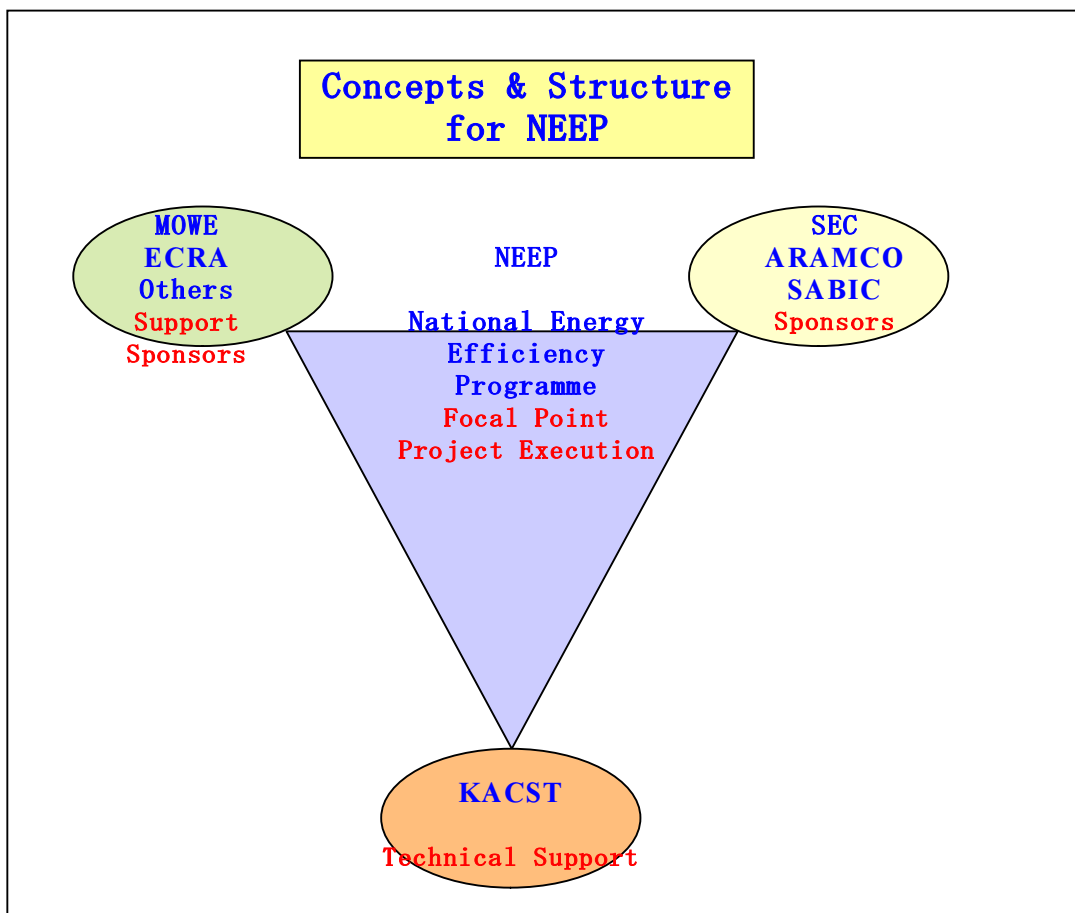 Concepts & Structure
for NEEP
MOWE
ECRA
Others
Support
Sponsors
NEEP
National Energy
Efficiency
Programme
Focal Point
Project Execution
SEC
ARAMCO
SABIC
Sponsors
KACST
Technical Support